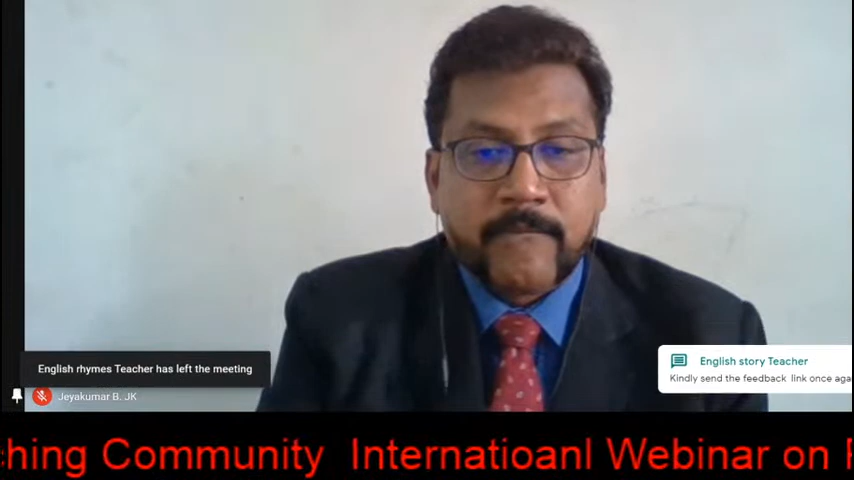 English rhymes Teacher has left the meeting
Jeyakumar B. JK
English story Teacher
Kindly send the feedback link once aga
ching Community Internatioanl Webinar on